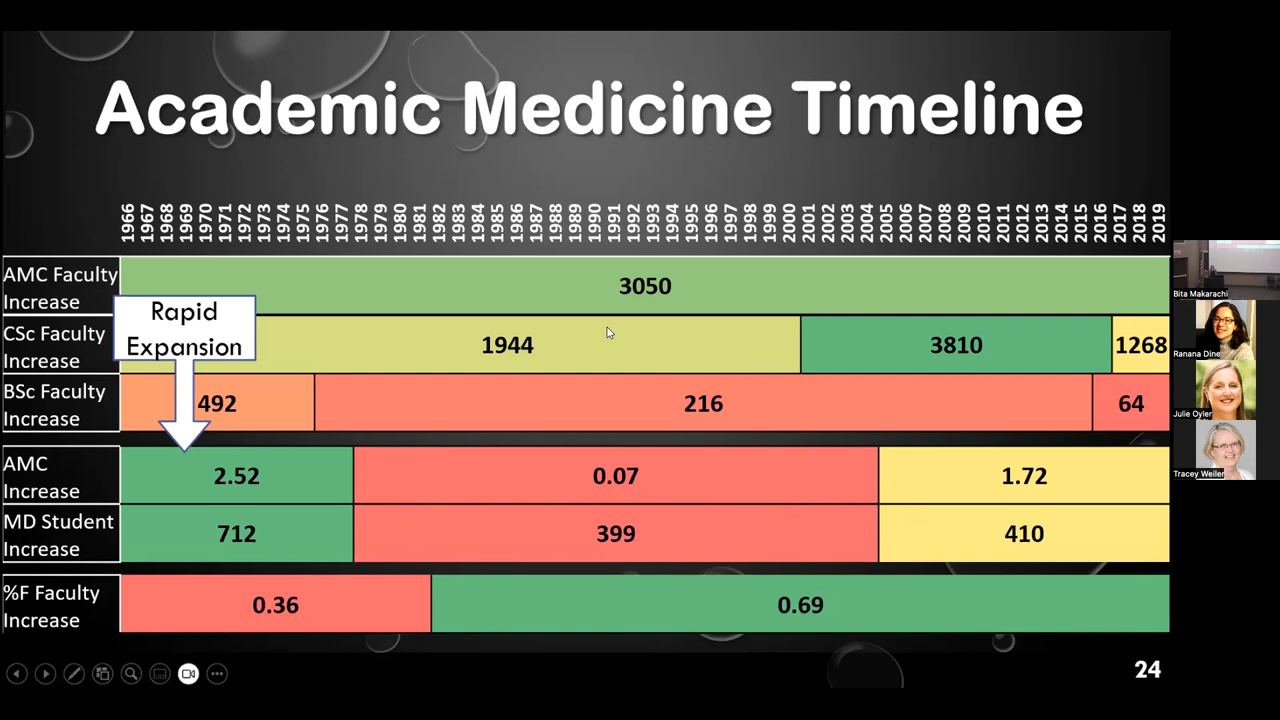 Academic Medicine Timeline
1966 1967 1968 1969 1970 1971 1972 1973 1974 1975 1976 1977 1978 1979 1980 1981 1982 1983 1984 1985 1986 1987 1988 1989 1990 1991 1992 1993 1994 1995 1996 1997 1998 1999 2000 2001 2002 2003 2004 2005 2006 2007 2008 2009 2010 2011 2012 2013 2014 2015 2016 2017 2018 2019
AMC Faculty
Increase
3050
Rapid
Expansion
CSc Faculty
Increase
1944 3810 1268
BSc Faculty
Increase
492 216 64
AMC
Increase
2.52 0.07 1.72
MD Student
Increase
712 399 410
%F Faculty
Increase
0.36 0.69
24
Bita Makarachi
Ranana Dine
Julie Oyler
Tracey Weiler